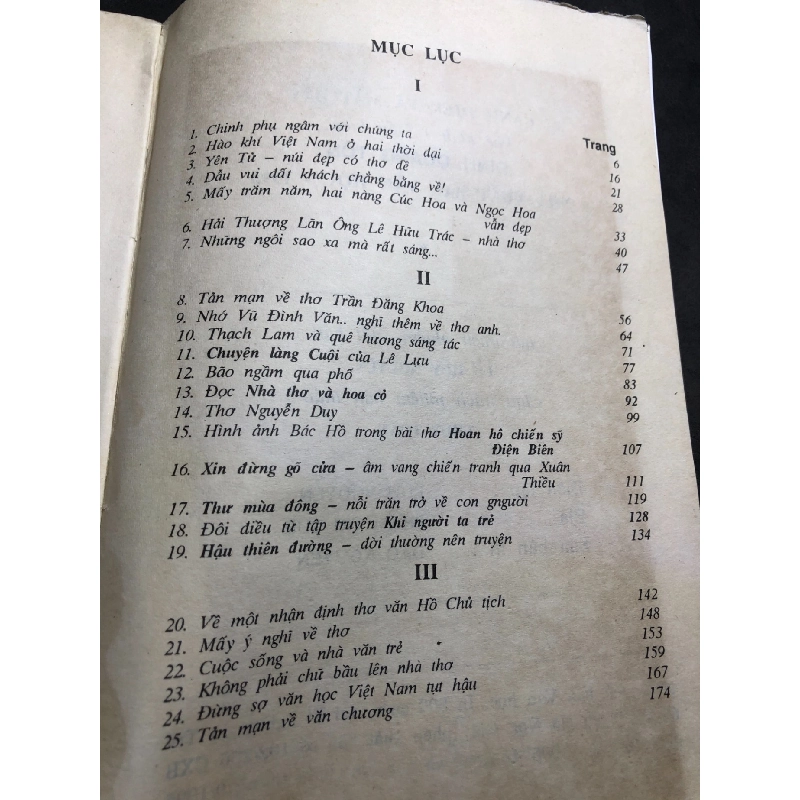 MỤC LỤC
I
Trang
1. Chinh phụ ngâm với chúng ta 6
2. Hào khí Việt Nam ở hai thời đại 16
3. Yên Tử – núi đẹp có thơ đề 21
4. Dẫu vui đất khách chẳng bằng về! 28
5. Mấy trăm năm, hai nàng Cúc Hoa và Ngọc Hoa
vẫn đẹp 33
6. Hải Thượng Lãn Ông Lê Hữu Trác – nhà thơ 40
7. Những ngôi sao xa mà rất sáng... 47
II
8. Tản mạn về thơ Trần Đăng Khoa 56
9. Nhớ Vũ Đình Văn.. nghĩ thêm về thơ anh. 64
10. Thạch Lam và quê hương sáng tác 71
11. Chuyện làng Cuội của Lê Lựu 77
12. Bão ngầm qua phố 83
13. Đọc Nhà thơ và hoa cỏ 92
14. Thơ Nguyễn Duy 99
15. Hình ảnh Bác Hồ trong bài thơ Hoan hô chiến sỹ
Điện Biên 107
16. Xin đừng gõ cửa – âm vang chiến tranh qua Xuân
Thiều 111
17. Thư mùa đông – nỗi trăn trở về con gngười 119
18. Đôi điều từ tập truyện Khi người ta trẻ 128
19. Hậu thiên đường – đời thường nên truyện 134
III
20. Về một nhận định thơ văn Hồ Chủ tịch 142
21. Mấy ý nghĩ về thơ 148
22. Cuộc sống và nhà văn trẻ 153
23. Không phải chữ bầu lên nhà thơ 159
24. Đừng sợ văn học Việt Nam tụt hậu 167
25. Tản mạn về văn chương 174